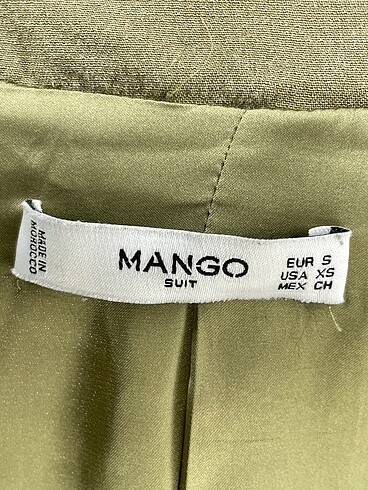 MADE IN
MOROCCO
MANGO
SUIT
EUR S
USA XS
MEX CH